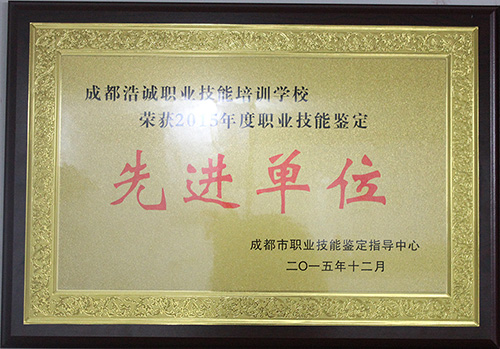 成都浩诚职业技能培训学校
荣获2015年度职业技能鉴定
先进单位
成都市职业技能鉴定指导中心
二〇一五年十二月